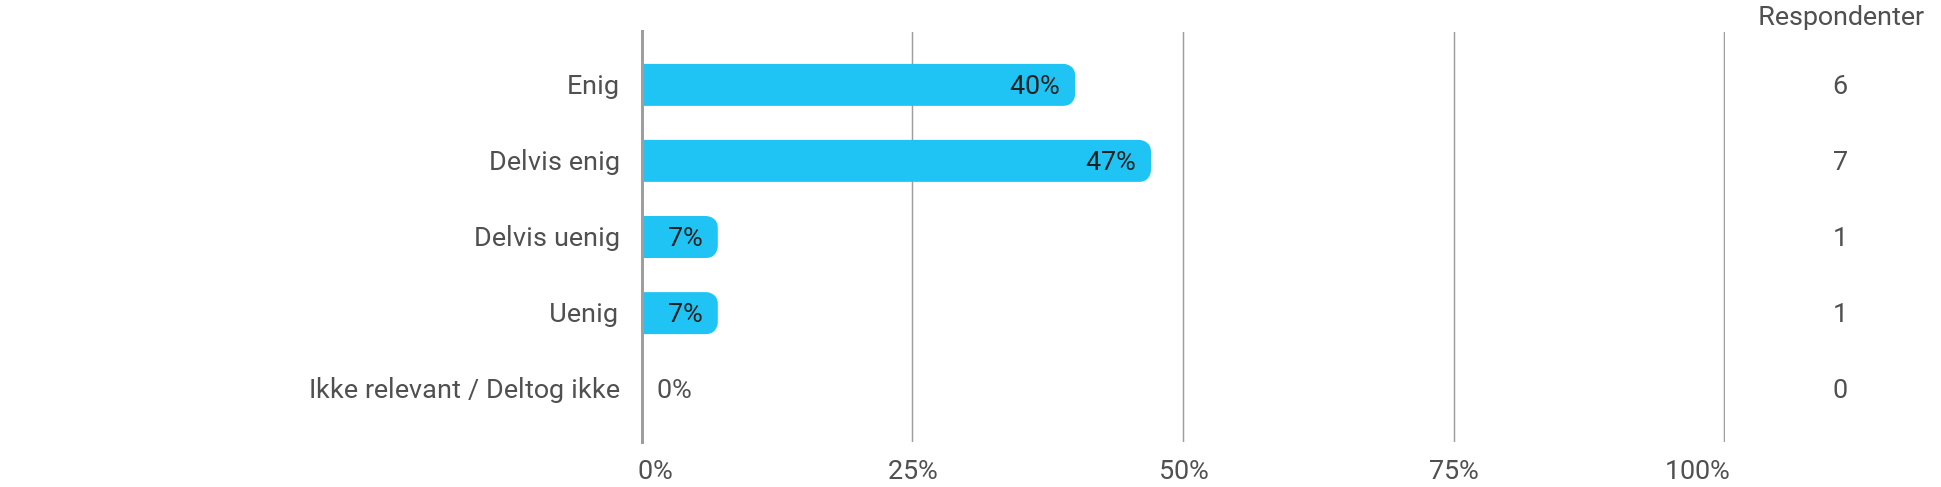 Respondenter
Enig 40% 6
Delvis enig 47% 7
Delvis uenig 7% 1
Uenig 7% 1
Ikke relevant / Deltog ikke 0% 0
0% 25% 50% 75% 100%